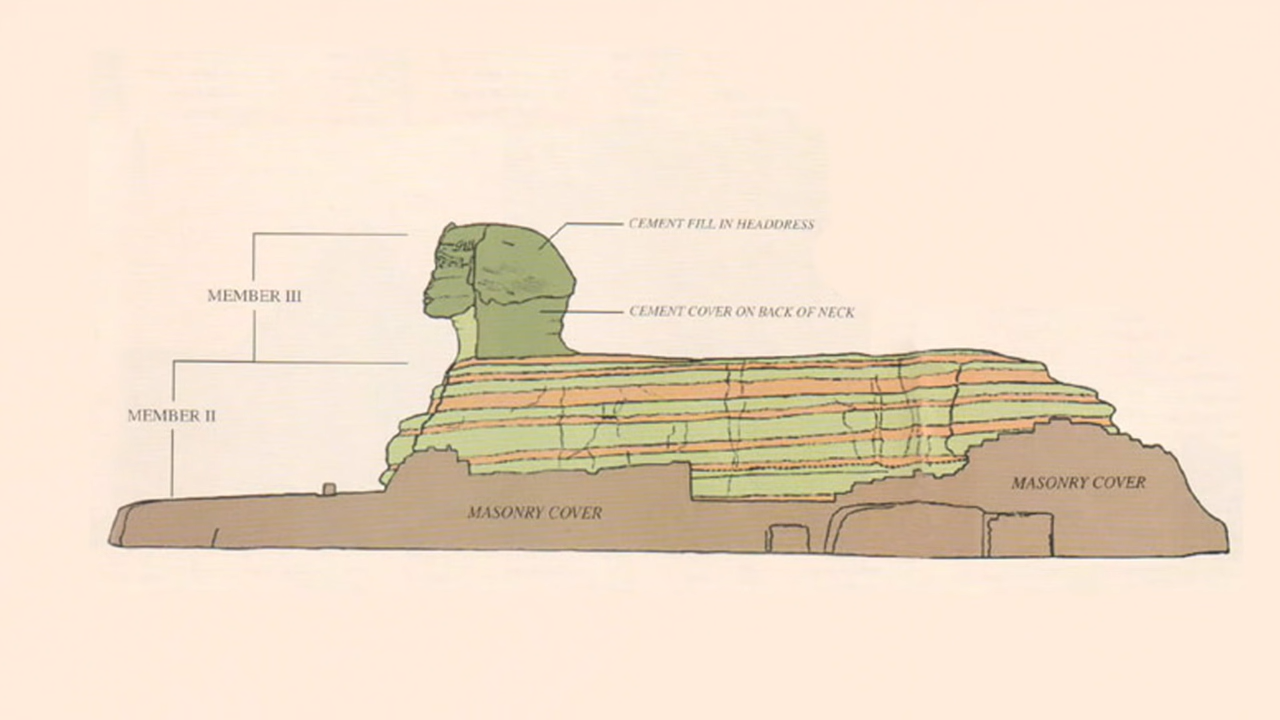 CEMENT FILL IN HEADDRESS
MEMBER III
CEMENT COVER ON BACK OF NECK
MEMBER II
MASONRY COVER
MASONRY COVER